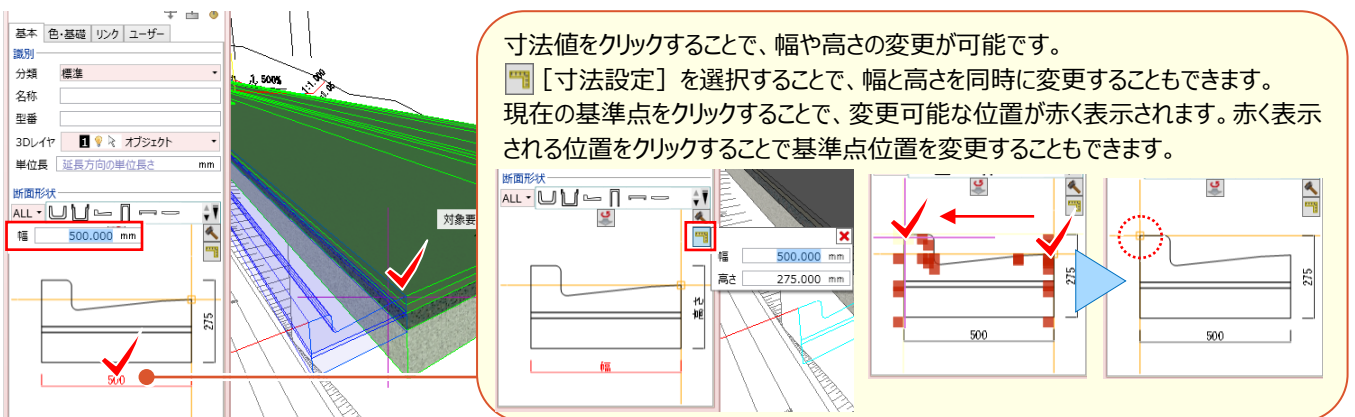 基本 色・基礎 リンク ユーザー
識別
分類 標準
名称
型番
3Dレイヤ 1 オブジェクト
単位長 延長方向の単位長さ mm
断面形状
ALL
幅 500.000 mm
275
500
1.500%
1:1.000
対象要
寸法値をクリックすることで、幅や高さの変更が可能です。
［寸法設定］を選択することで、幅と高さを同時に変更することもできます。
現在の基準点をクリックすることで、変更可能な位置が赤く表示されます。赤く表示
される位置をクリックすることで基準点位置を変更することもできます。
断面形状
ALL
幅 500.000 mm
高さ 275.000 mm
高さ
幅
275
500
275
500